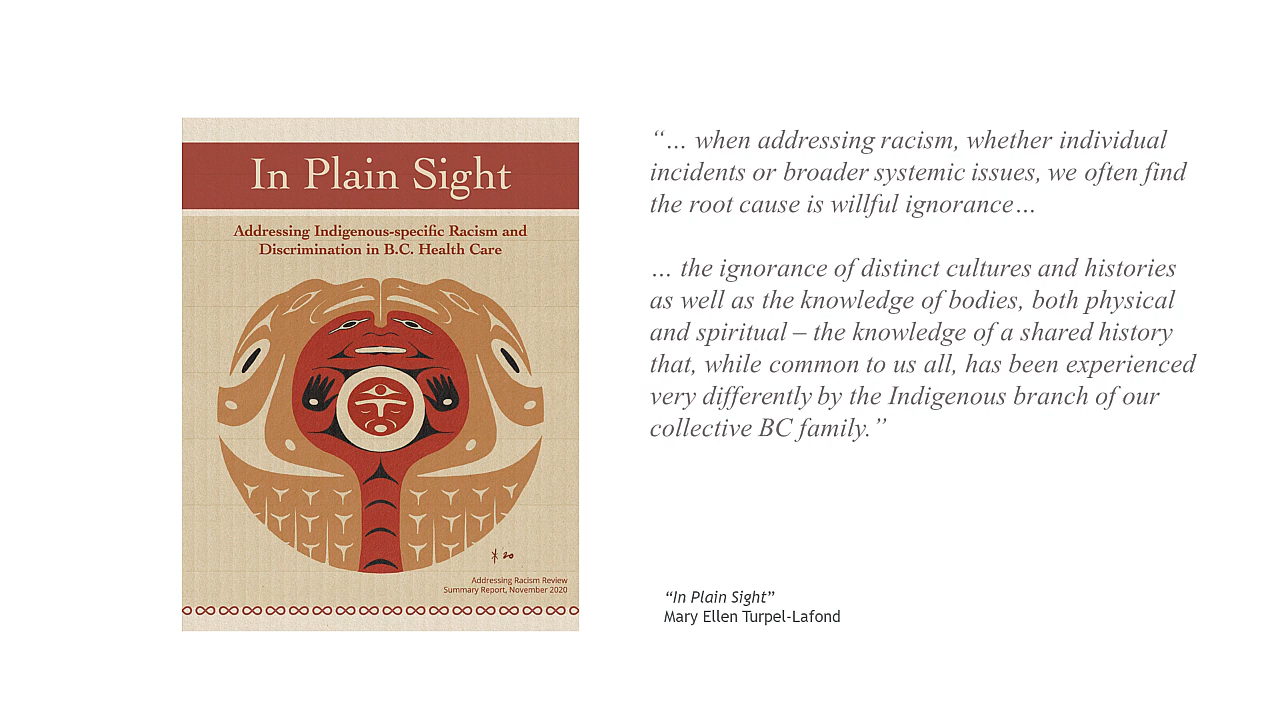 In Plain Sight
Addressing Indigenous-specific Racism and
Discrimination in B.C. Health Care
20
Addressing Racism Review
Summary Report, November 2020
“… when addressing racism, whether individual
incidents or broader systemic issues, we often find
the root cause is willful ignorance…
… the ignorance of distinct cultures and histories
as well as the knowledge of bodies, both physical
and spiritual – the knowledge of a shared history
that, while common to us all, has been experienced
very differently by the Indigenous branch of our
collective BC family.”
“In Plain Sight”
Mary Ellen Turpel-Lafond